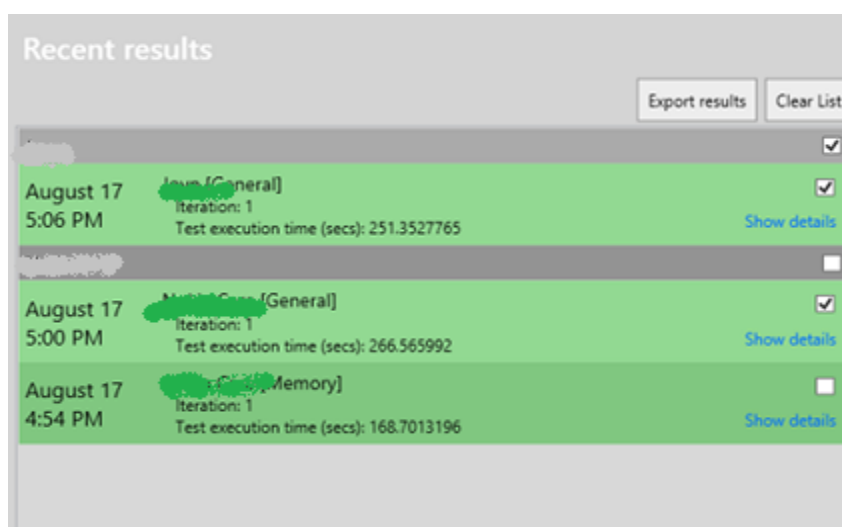 Recent results
Export results
Clear List
August 17
5:06 PM
[General]
Iteration: 1
Test execution time (secs): 251.3527765
Show details
August 17
5:00 PM
[General]
Iteration: 1
Test execution time (secs): 266.565992
Show details
August 17
4:54 PM
[Memory]
Iteration: 1
Test execution time (secs): 168.7013196
Show details